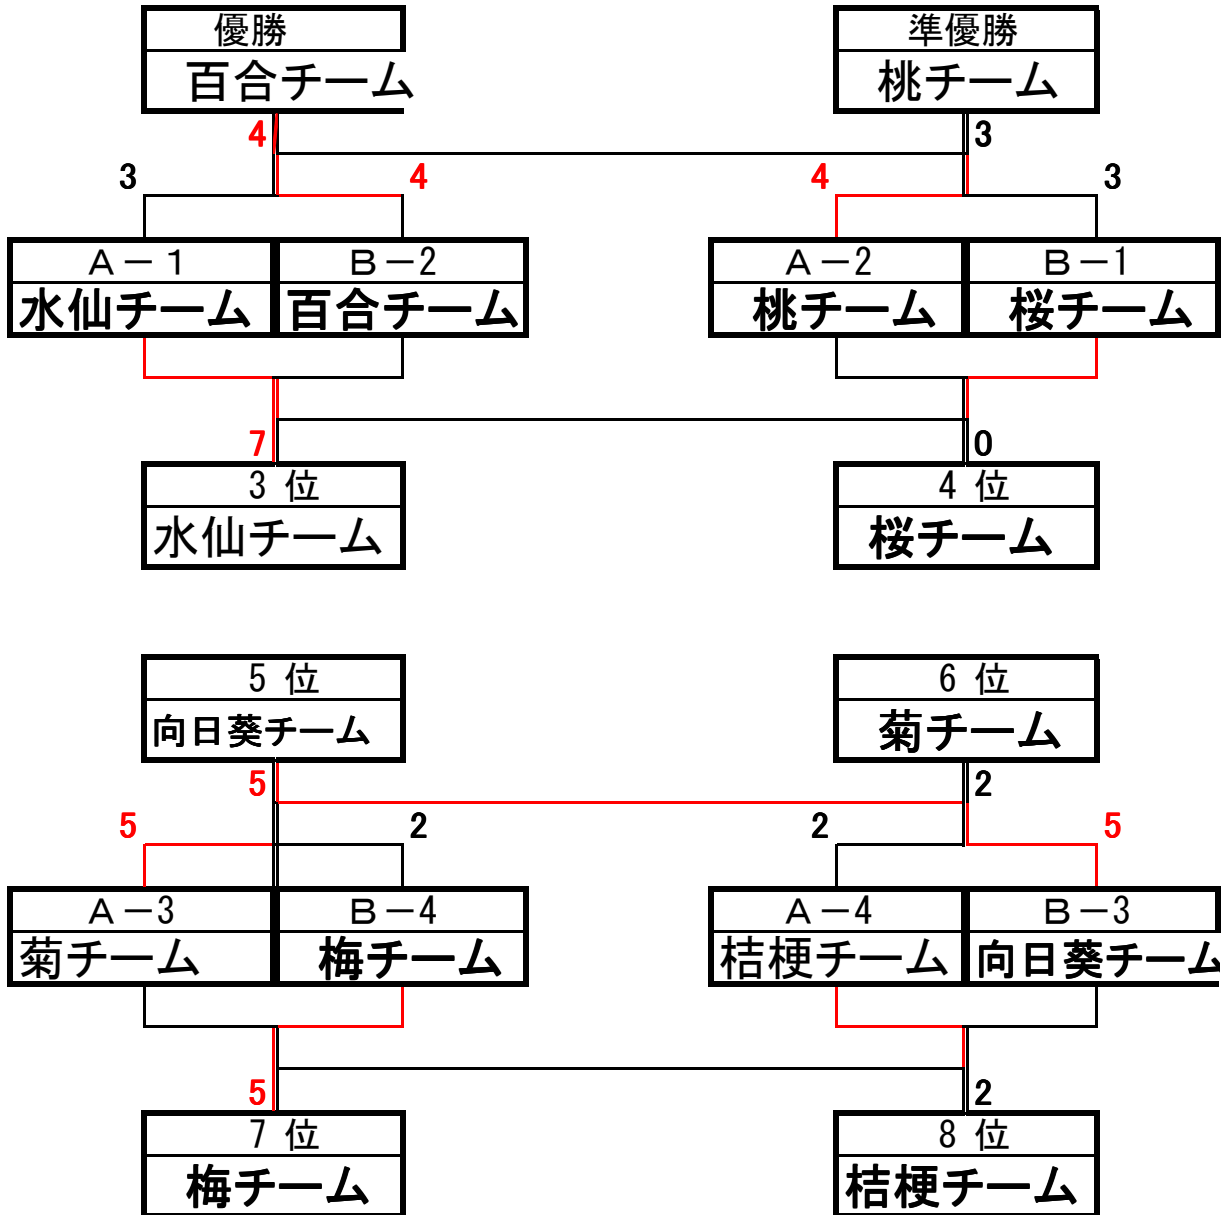 優勝 準優勝
百合チーム 桃チーム
4 3
3 4 4 3
A－1 B－2 A－2 B－1
水仙チーム 百合チーム 桃チーム 桜チーム
7 0
3 位 4 位
水仙チーム 桜チーム
5 位 6 位
向日葵チーム 菊チーム
5 2
5 2 2 5
A－3 B－4 A－4 B－3
菊チーム 梅チーム 桔梗チーム 向日葵チーム
5 2
7 位 8 位
梅チーム 桔梗チーム